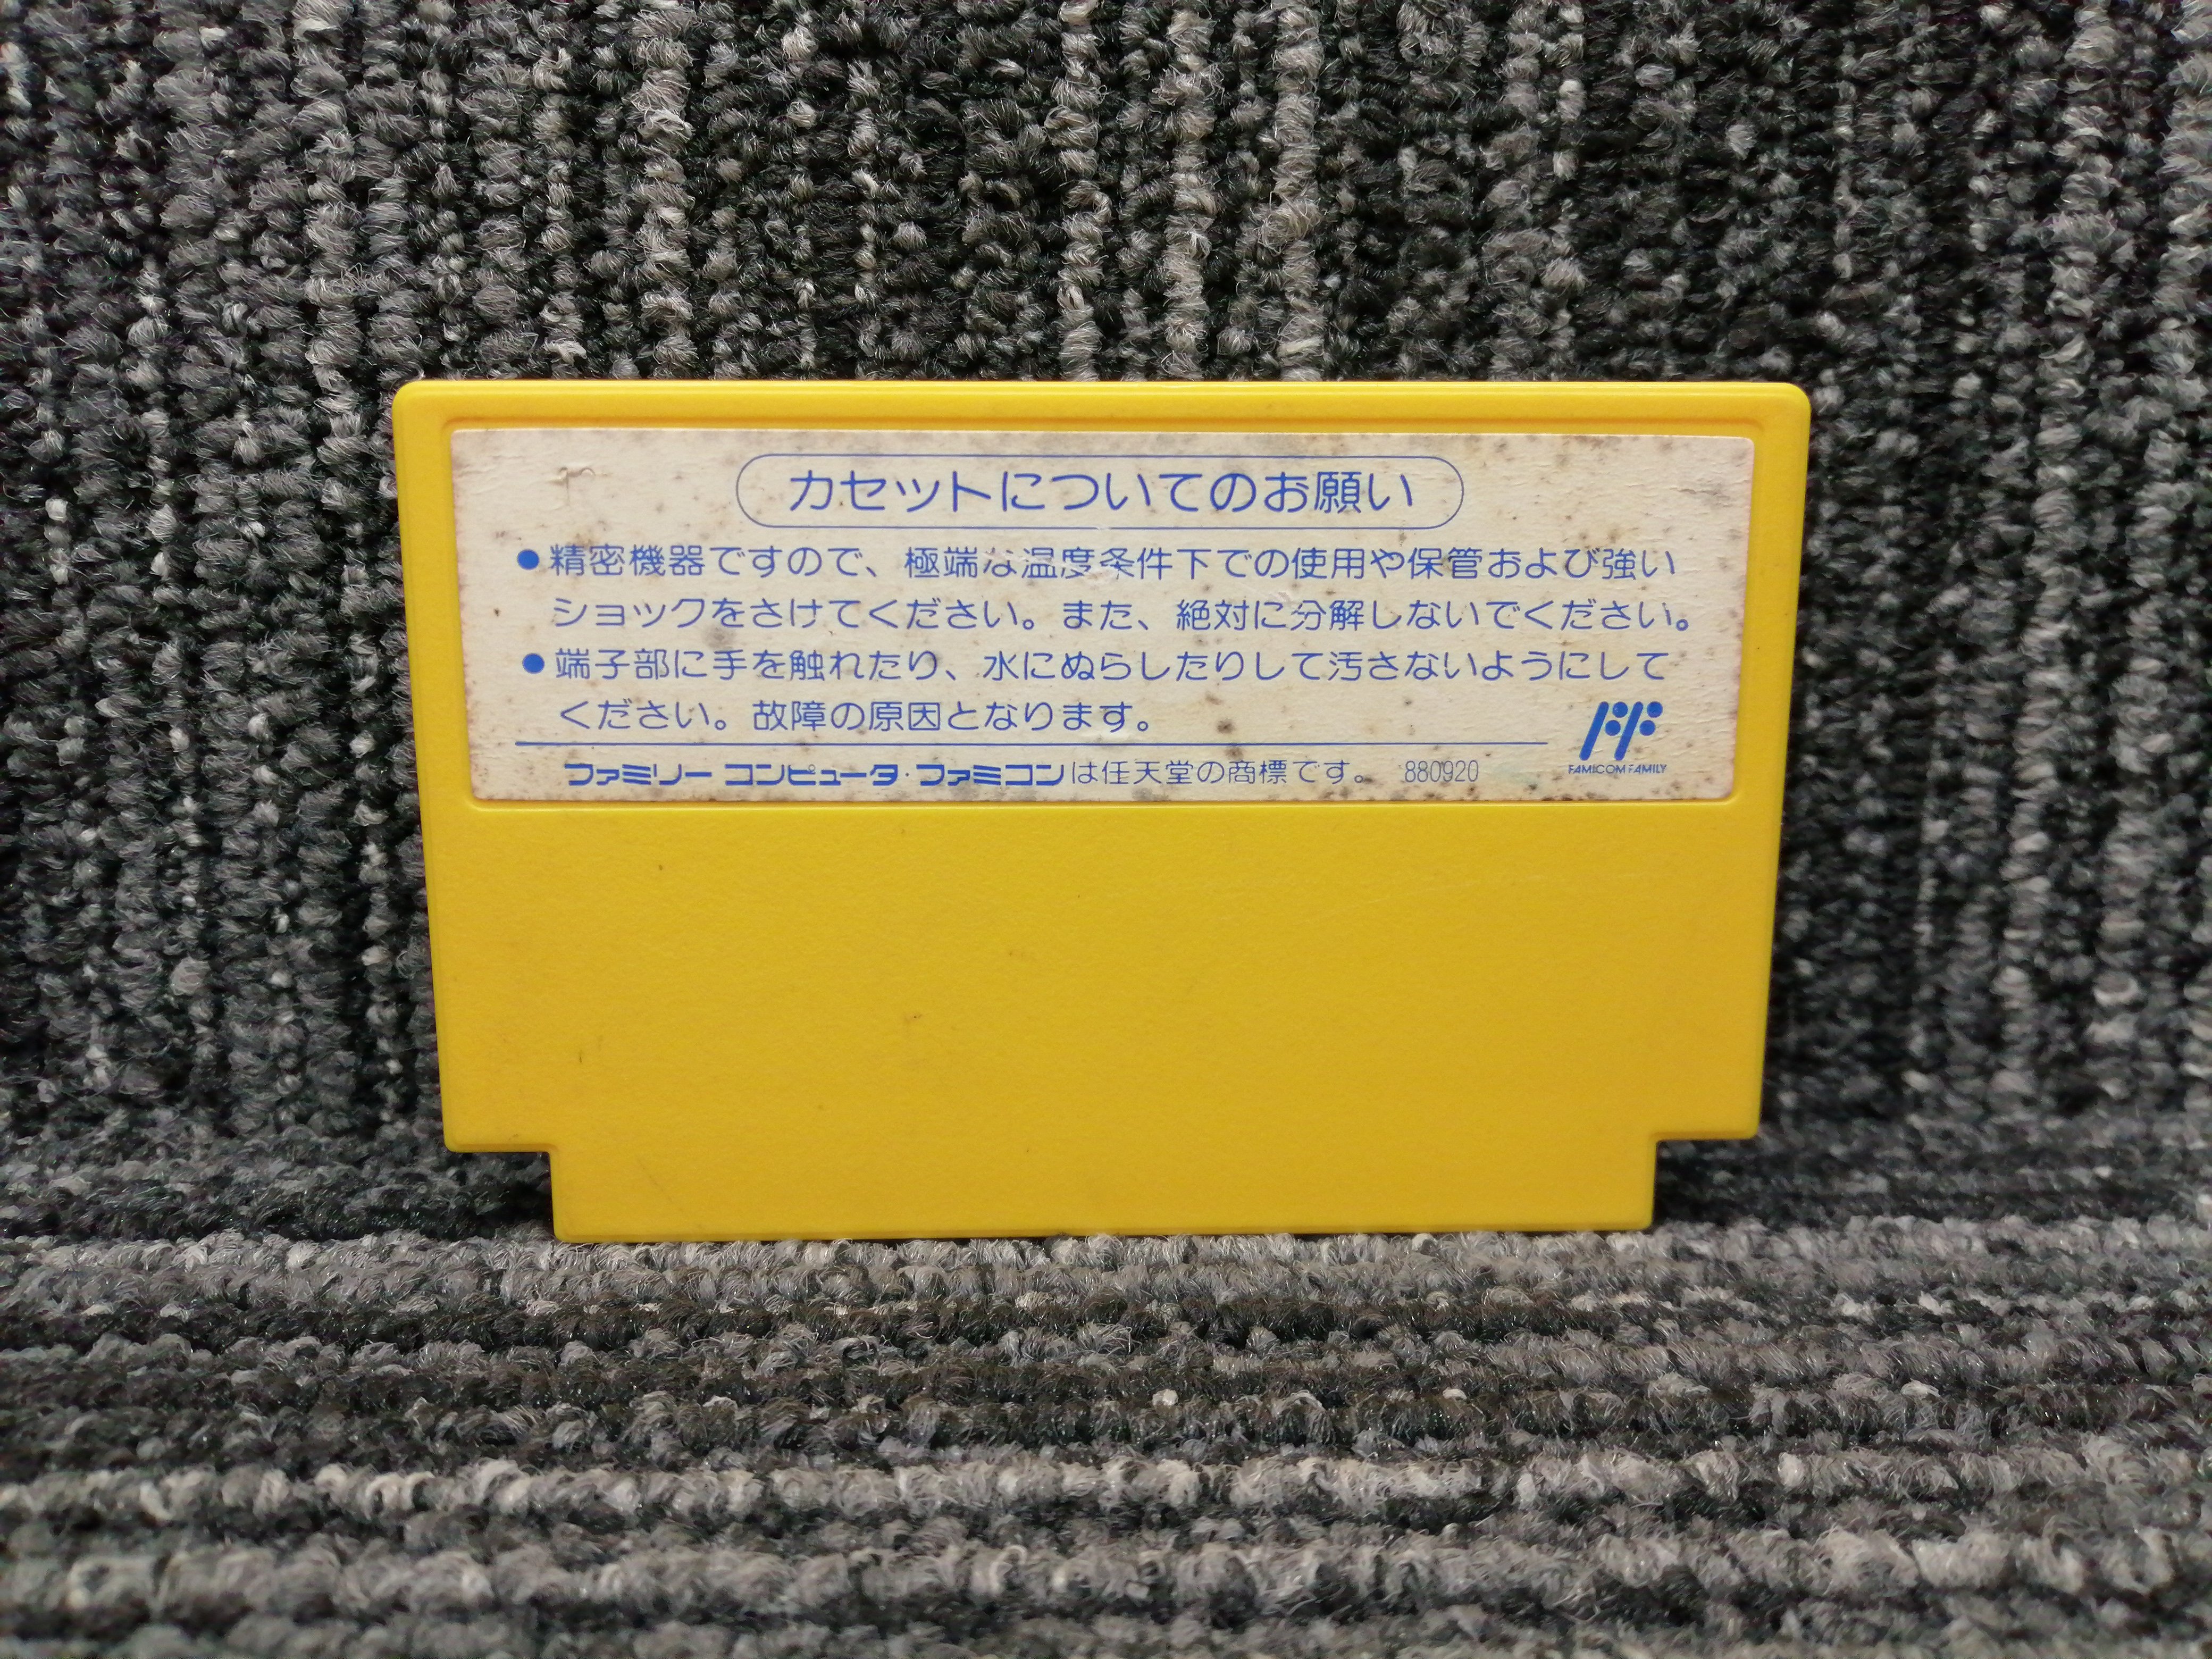 カセットについてのお願い
●精密機器ですので、極端な温度条件下での使用や保管および強い
ショックをさけてください。また、絶対に分解しないでください。
●端子部に手を触れたり、水にぬらしたりして汚さないようにして
ください。故障の原因となります。
ファミリー コンピュータ・ファミコンは任天堂の商標です。 880920
FAMICOM FAMILY